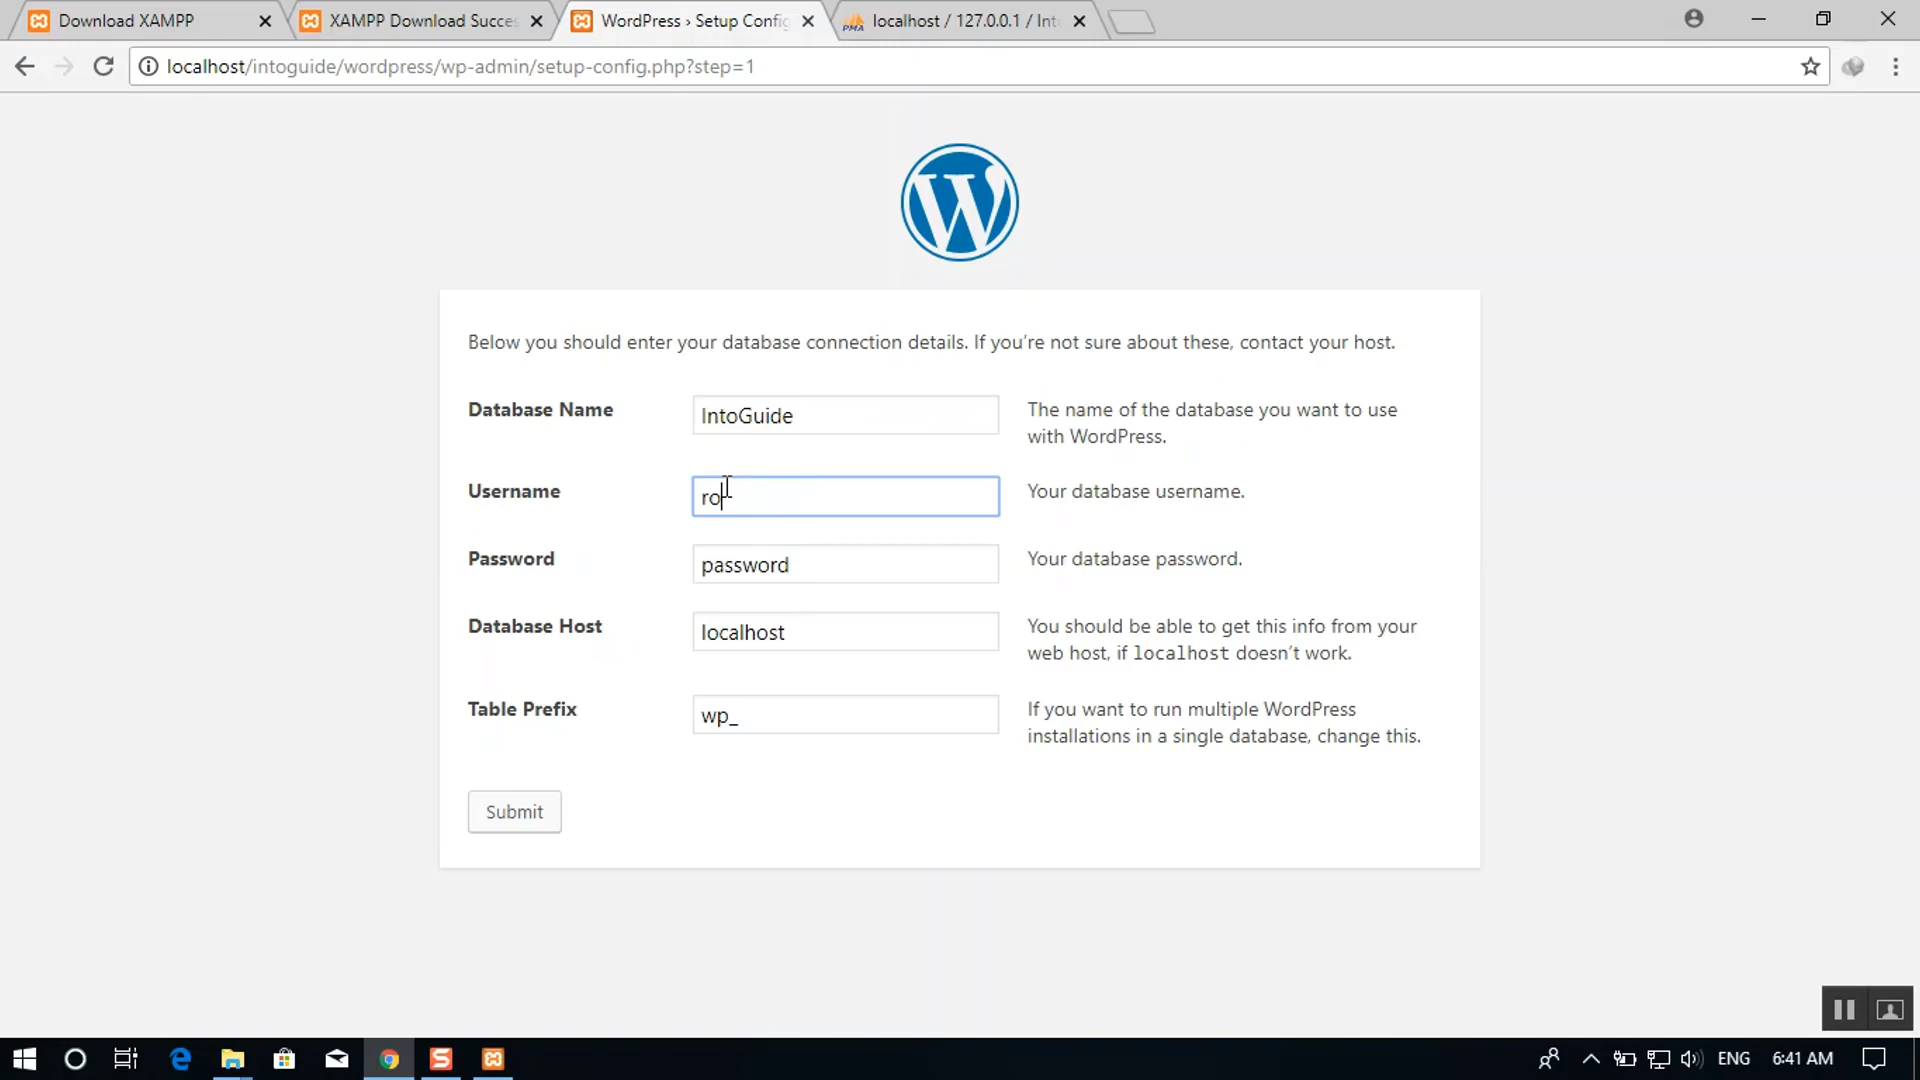 Download XAMPP
XAMPP Download Succes
WordPress › Setup Config
localhost / 127.0.0.1 / Int
localhost/intoguide/wordpress/wp-admin/setup-config.php?step=1
Below you should enter your database connection details. If you’re not sure about these, contact your host.
Database Name
IntoGuide
The name of the database you want to use
with WordPress.
Username
ro
Your database username.
Password
password
Your database password.
Database Host
localhost
You should be able to get this info from your
web host, if localhost doesn’t work.
Table Prefix
wp_
If you want to run multiple WordPress
installations in a single database, change this.
Submit
ENG
6:41 AM